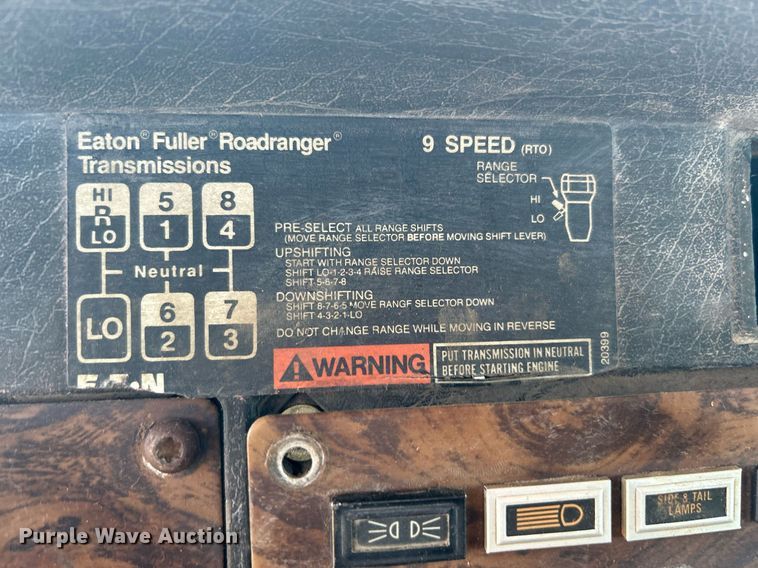 Eaton® Fuller® Roadranger®
Transmissions
9 SPEED (RTO)
RANGE
SELECTOR
HI
LO
HI
R
LO
5
1
8
4
Neutral
LO
6
2
7
3
PRE-SELECT ALL RANGE SHIFTS
(MOVE RANGE SELECTOR BEFORE MOVING SHIFT LEVER)
UPSHIFTING
START WITH RANGE SELECTOR DOWN
SHIFT LO-1-2-3-4 RAISE RANGE SELECTOR
SHIFT 5-6-7-8
DOWNSHIFTING
SHIFT 8-7-6-5 MOVE RANGE SELECTOR DOWN
SHIFT 4-3-2-1-LO
DO NOT CHANGE RANGE WHILE MOVING IN REVERSE
EATON
WARNING
PUT TRANSMISSION IN NEUTRAL
BEFORE STARTING ENGINE
20399
SIDE & TAIL
LAMPS
Purple Wave Auction